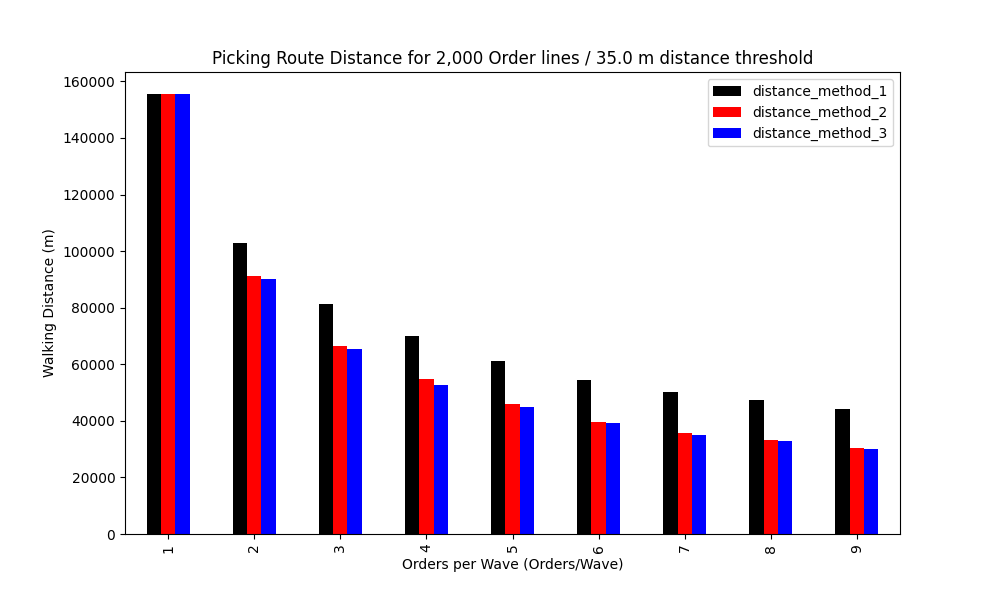 Picking Route Distance for 2,000 Order lines / 35.0 m distance threshold
distance_method_1
distance_method_2
distance_method_3
Walking Distance (m)
160000
140000
120000
100000
80000
60000
40000
20000
0
1 2 3 4 5 6 7 8 9
Orders per Wave (Orders/Wave)